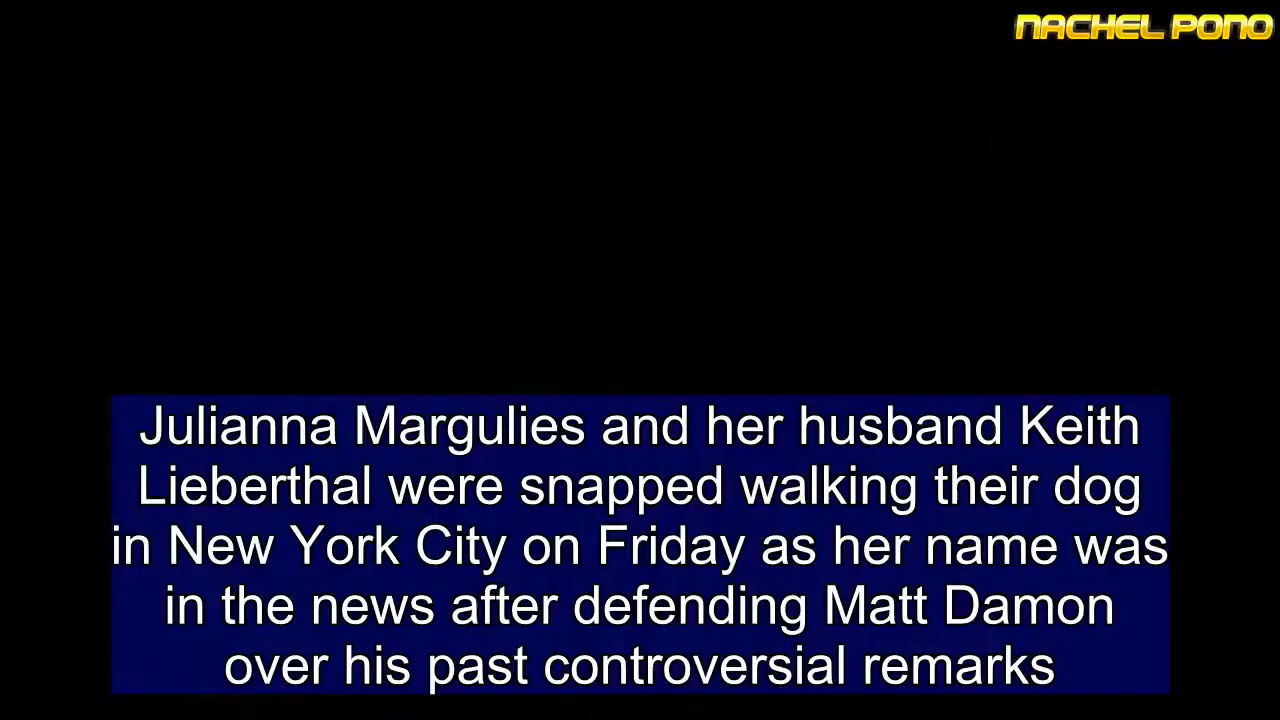 NACHEL PONO
Julianna Margulies and her husband Keith
Lieberthal were snapped walking their dog
in New York City on Friday as her name was
in the news after defending Matt Damon
over his past controversial remarks